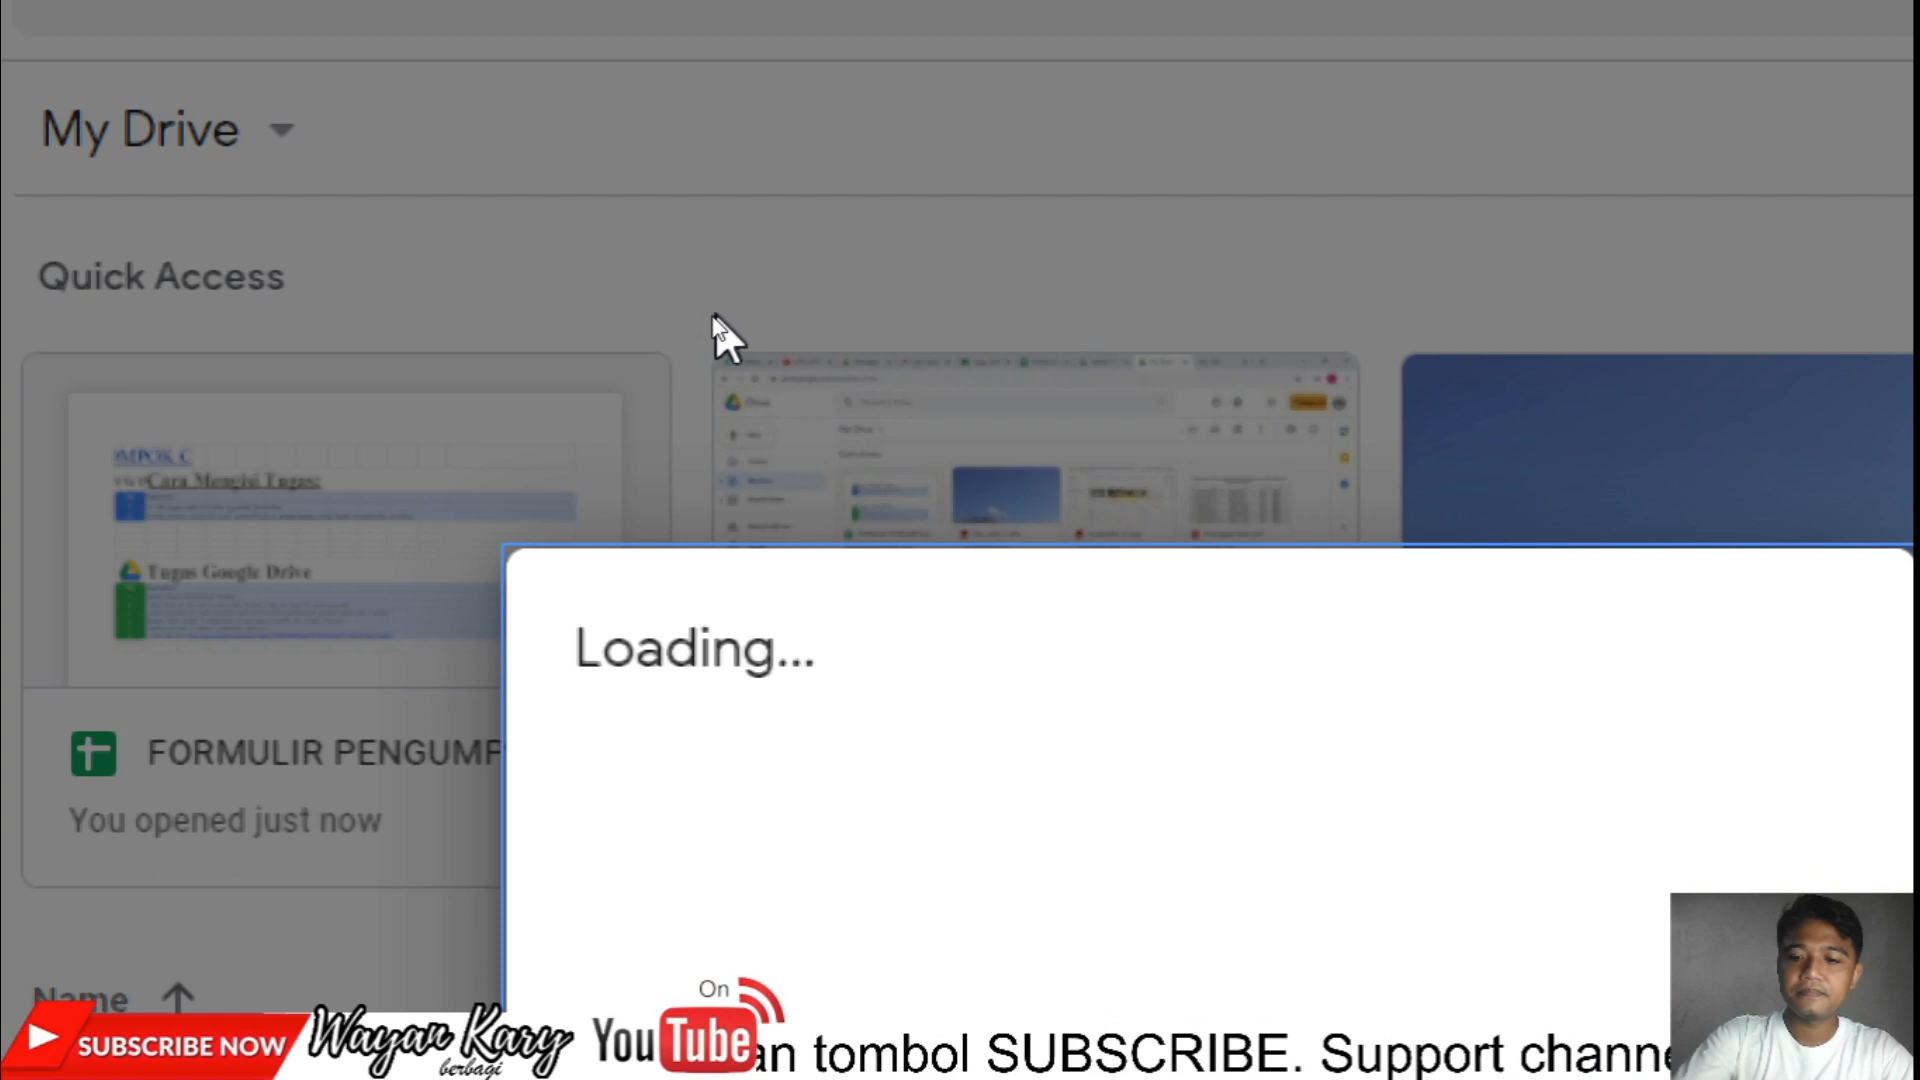 My Drive
Quick Access
Cara Mengisi Tugas:
Tugas Google Drive
Loading...
FORMULIR PENGUMP
You opened just now
Name
SUBSCRIBE NOW
Wayan Kary
berbagi
On
YouTube
an tombol SUBSCRIBE. Support channe